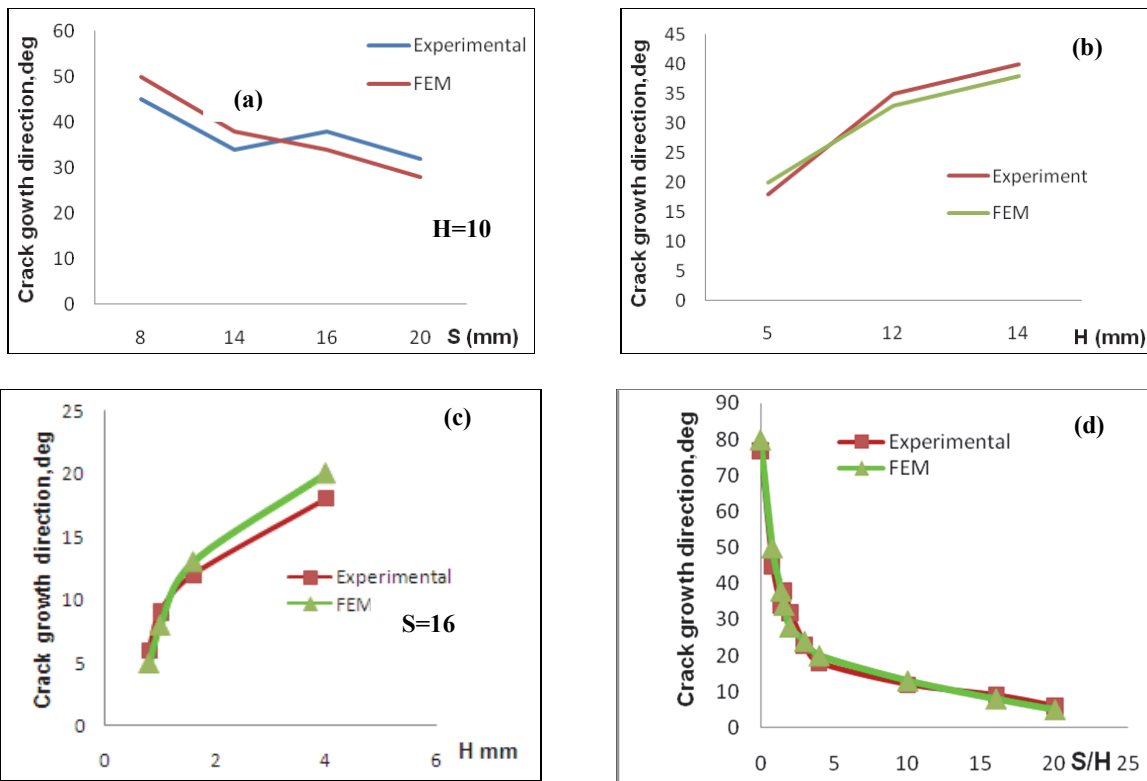 60
50
40
30
20
10
0
Crack gowth direction,deg
Experimental
FEM
(a)
H=10
8 14 16 20 S (mm)
45
40
35
30
25
20
15
10
5
0
Crack growth direction,deg
(b)
Experiment
FEM
5 12 14 H (mm)
25
20
15
10
5
0
Crack growth direction,deg
(c)
Experimental
FEM
S=16
0 2 4 6
H mm
90
80
70
60
50
40
30
20
10
0
Crack growth direction,deg
Experimental
FEM
(d)
0 5 10 15 20 S/H 25